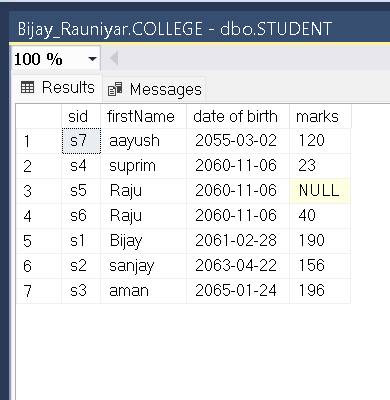 Bijay_Rauniyar.COLLEGE - dbo.STUDENT
100 %
Results Messages
sid firstName date of birth marks
1 s7 aayush 2055-03-02 120
2 s4 suprim 2060-11-06 23
3 s5 Raju 2060-11-06 NULL
4 s6 Raju 2060-11-06 40
5 s1 Bijay 2061-02-28 190
6 s2 sanjay 2063-04-22 156
7 s3 aman 2065-01-24 196